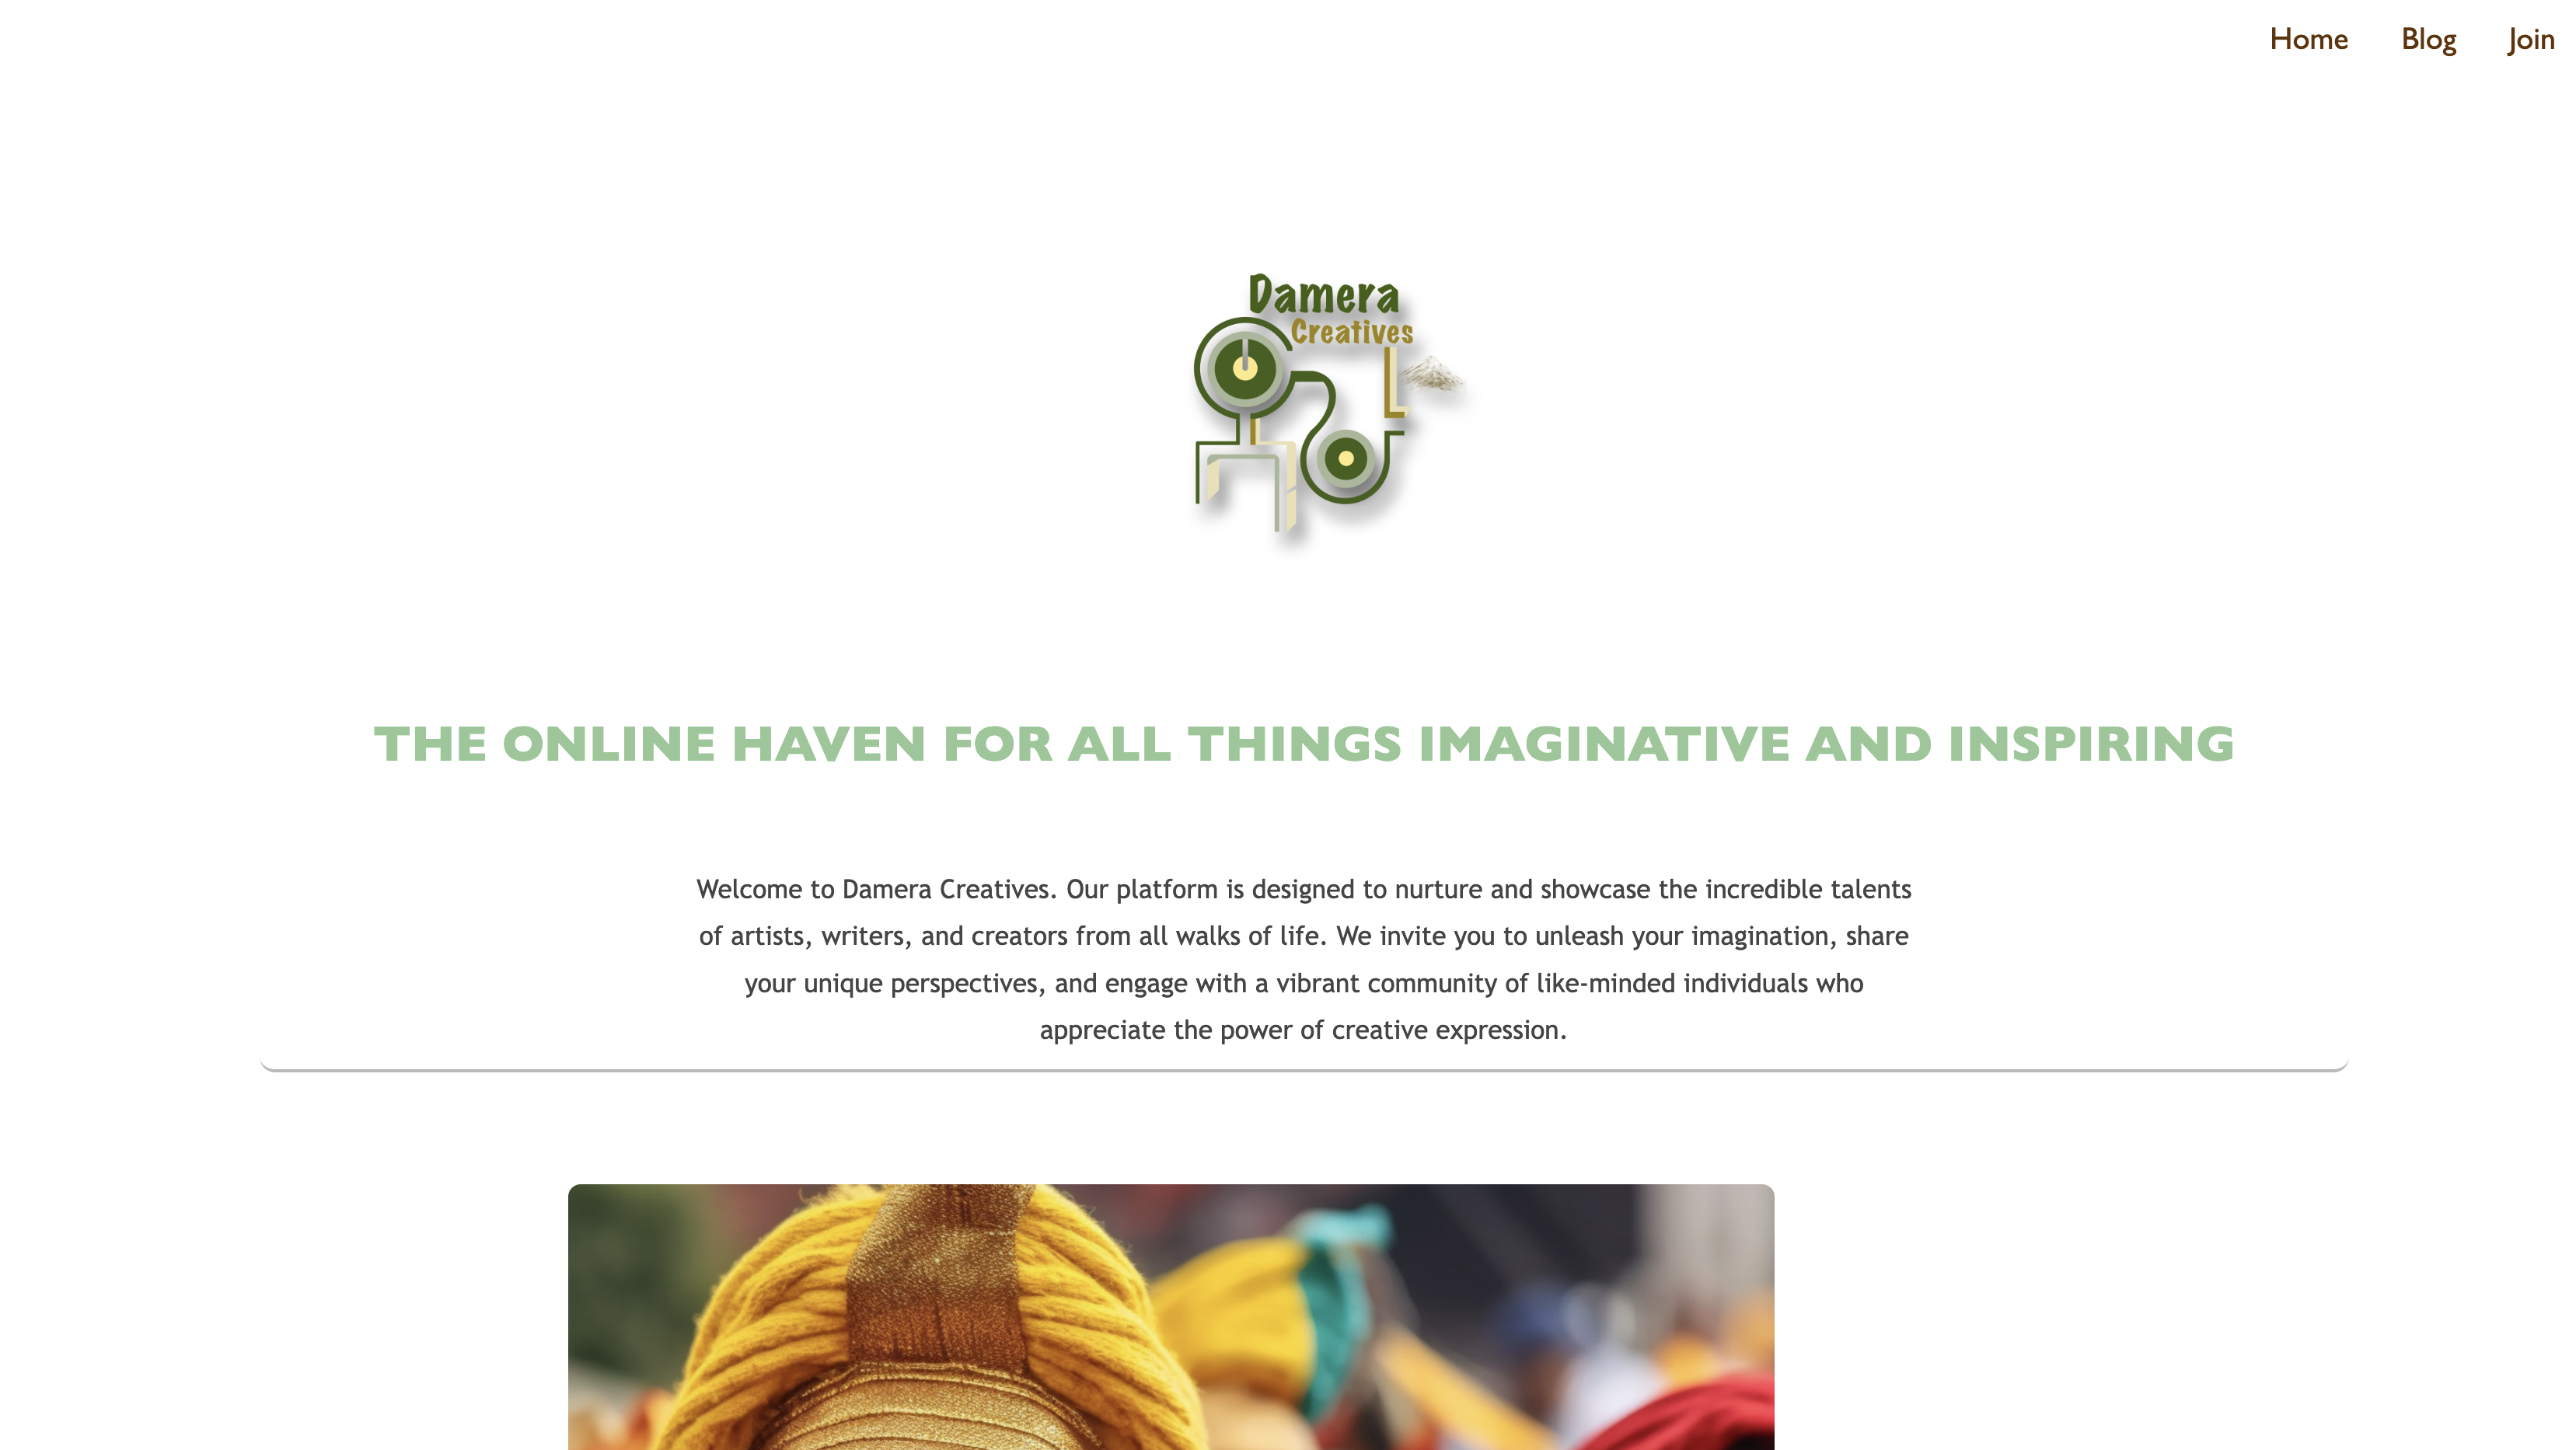 Home Blog Join
Damera
Creatives
THE ONLINE HAVEN FOR ALL THINGS IMAGINATIVE AND INSPIRING
Welcome to Damera Creatives. Our platform is designed to nurture and showcase the incredible talents
of artists, writers, and creators from all walks of life. We invite you to unleash your imagination, share
your unique perspectives, and engage with a vibrant community of like-minded individuals who
appreciate the power of creative expression.